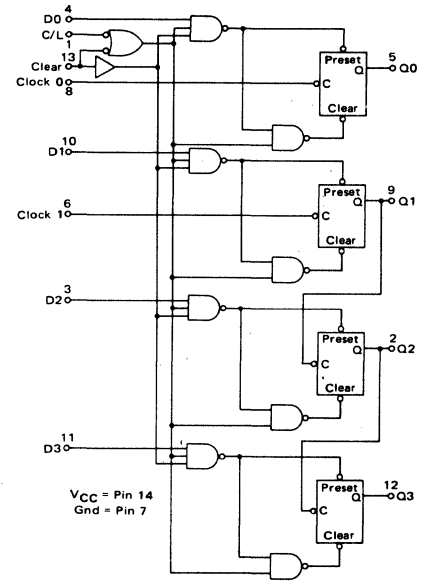 4
D0
C/L
1
13
Clear
Clock 0
8
Preset
Q
C
Clear
5
Q0
10
D1
6
Clock 1
Preset
Q
C
Clear
9
Q1
3
D2
Preset
Q
C
Clear
2
Q2
11
D3
VCC = Pin 14
Gnd = Pin 7
Preset
Q
C
Clear
12
Q3